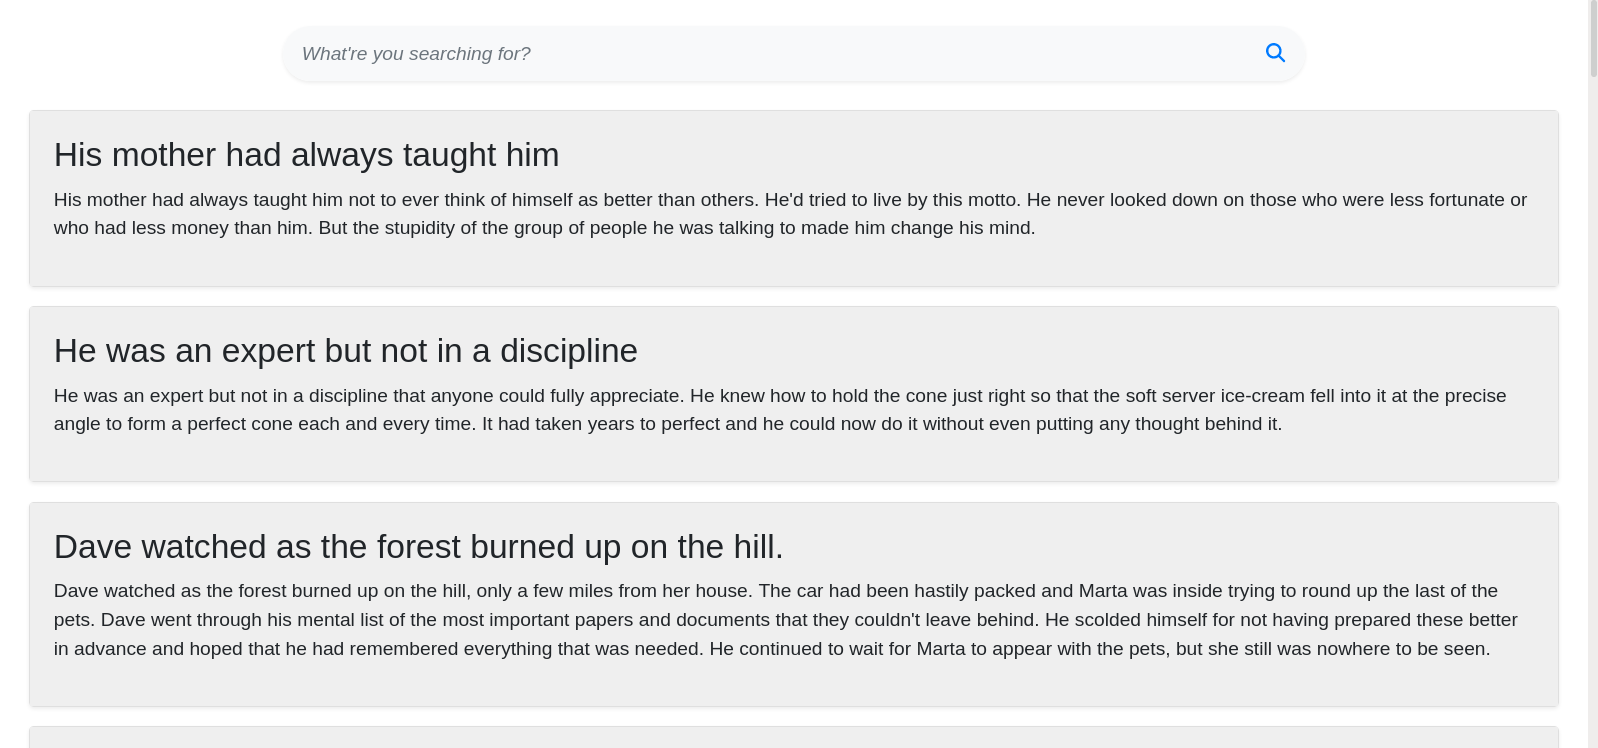 What're you searching for?
His mother had always taught him
His mother had always taught him not to ever think of himself as better than others. He'd tried to live by this motto. He never looked down on those who were less fortunate or
who had less money than him. But the stupidity of the group of people he was talking to made him change his mind.
He was an expert but not in a discipline
He was an expert but not in a discipline that anyone could fully appreciate. He knew how to hold the cone just right so that the soft server ice-cream fell into it at the precise
angle to form a perfect cone each and every time. It had taken years to perfect and he could now do it without even putting any thought behind it.
Dave watched as the forest burned up on the hill.
Dave watched as the forest burned up on the hill, only a few miles from her house. The car had been hastily packed and Marta was inside trying to round up the last of the
pets. Dave went through his mental list of the most important papers and documents that they couldn't leave behind. He scolded himself for not having prepared these better
in advance and hoped that he had remembered everything that was needed. He continued to wait for Marta to appear with the pets, but she still was nowhere to be seen.